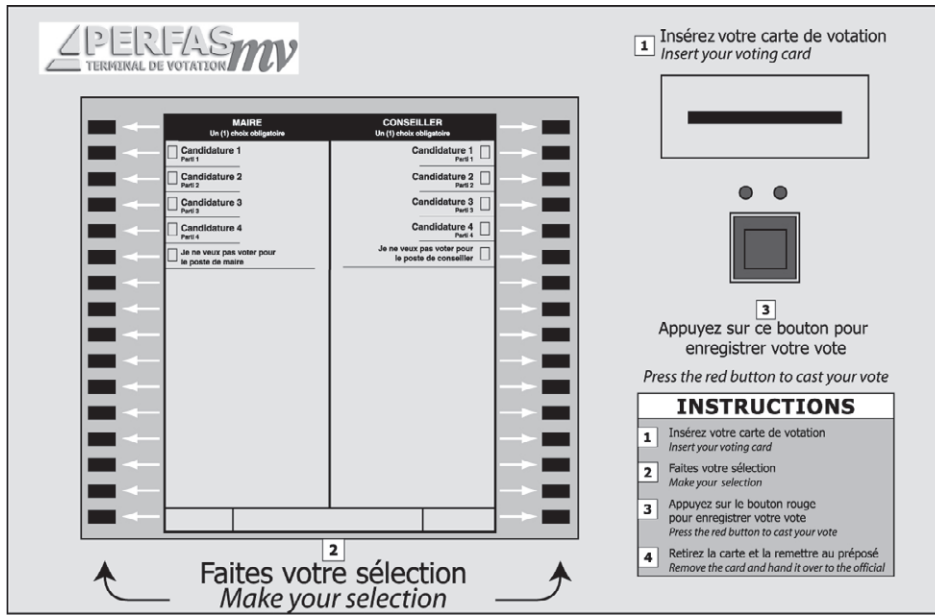 PERFAS mv
TERMINAL DE VOTATION
1 Insérez votre carte de votation
Insert your voting card
MAIRE
Un (1) choix obligatoire
Candidature 1
Parti 1
Candidature 2
Parti 2
Candidature 3
Parti 3
Candidature 4
Parti 4
Je ne veux pas voter pour
le poste de maire
CONSEILLER
Un (1) choix obligatoire
Candidature 1
Parti 1
Candidature 2
Parti 2
Candidature 3
Parti 3
Candidature 4
Parti 4
Je ne veux pas voter pour
le poste de conseiller
2
Faites votre sélection
Make your selection
3
Appuyez sur ce bouton pour
enregistrer votre vote
Press the red button to cast your vote
INSTRUCTIONS
1 Insérez votre carte de votation
Insert your voting card
2 Faites votre sélection
Make your selection
3 Appuyez sur le bouton rouge
pour enregistrer votre vote
Press the red button to cast your vote
4 Retirez la carte et la remettre au préposé
Remove the card and hand it over to the official